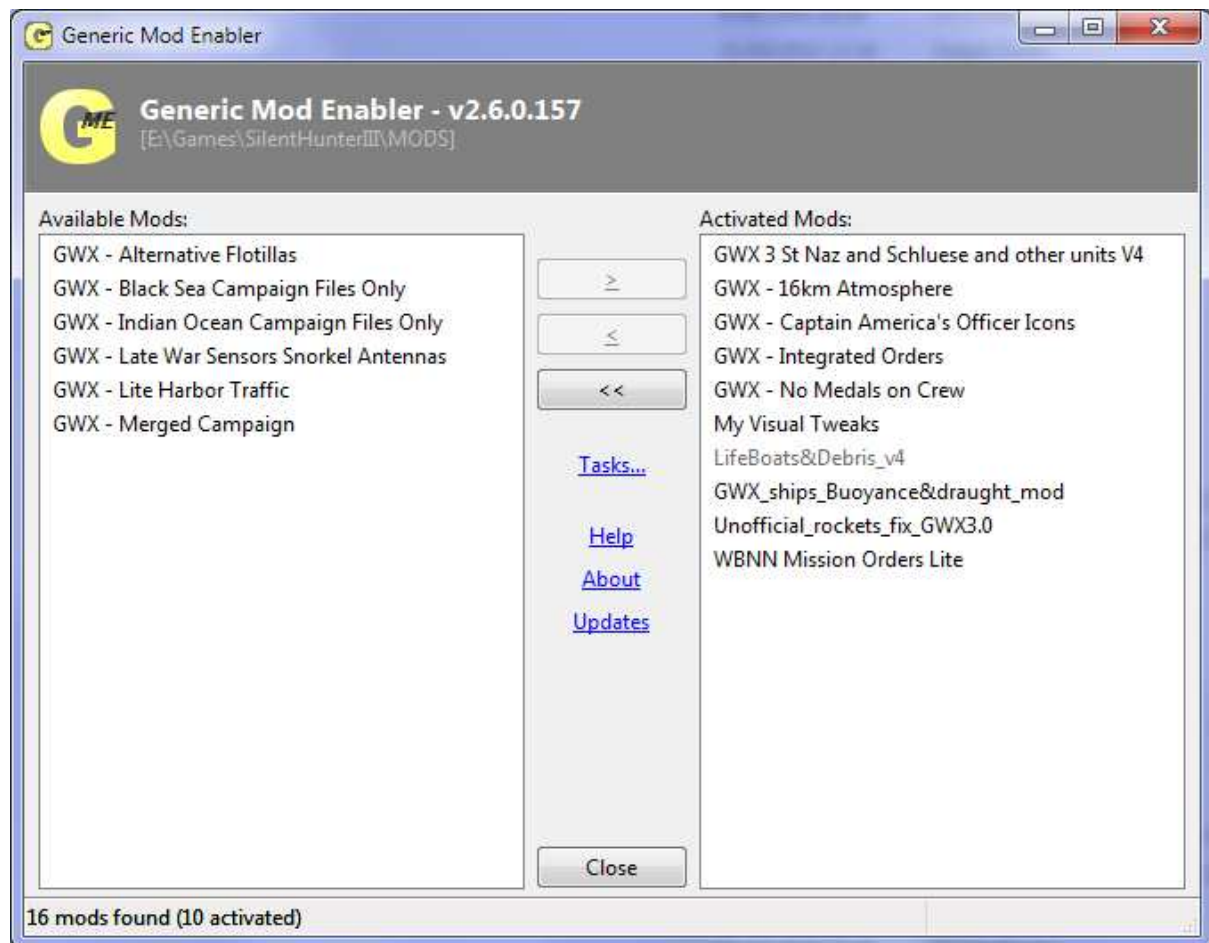 Generic Mod Enabler
GME
Generic Mod Enabler - v2.6.0.157
[E:\Games\SilentHunterIII\MODS]
Available Mods:
GWX - Alternative Flotillas
GWX - Black Sea Campaign Files Only
GWX - Indian Ocean Campaign Files Only
GWX - Late War Sensors Snorkel Antennas
GWX - Lite Harbor Traffic
GWX - Merged Campaign
≥
≤
<<
Tasks...
Help
About
Updates
Close
Activated Mods:
GWX 3 St Naz and Schluese and other units V4
GWX - 16km Atmosphere
GWX - Captain America's Officer Icons
GWX - Integrated Orders
GWX - No Medals on Crew
My Visual Tweaks
LifeBoats&Debris_v4
GWX_ships_Buoyance&draught_mod
Unofficial_rockets_fix_GWX3.0
WBNN Mission Orders Lite
16 mods found (10 activated)